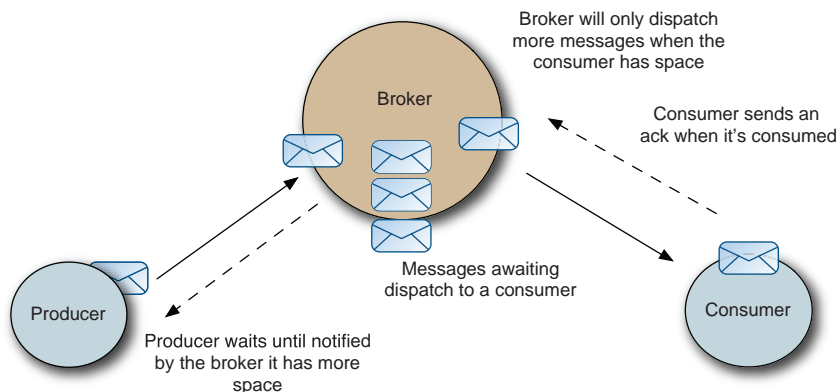 Broker will only dispatch
more messages when the
consumer has space
Broker
Consumer sends an
ack when it's consumed
Messages awaiting
dispatch to a consumer
Producer
Consumer
Producer waits until notified
by the broker it has more
space